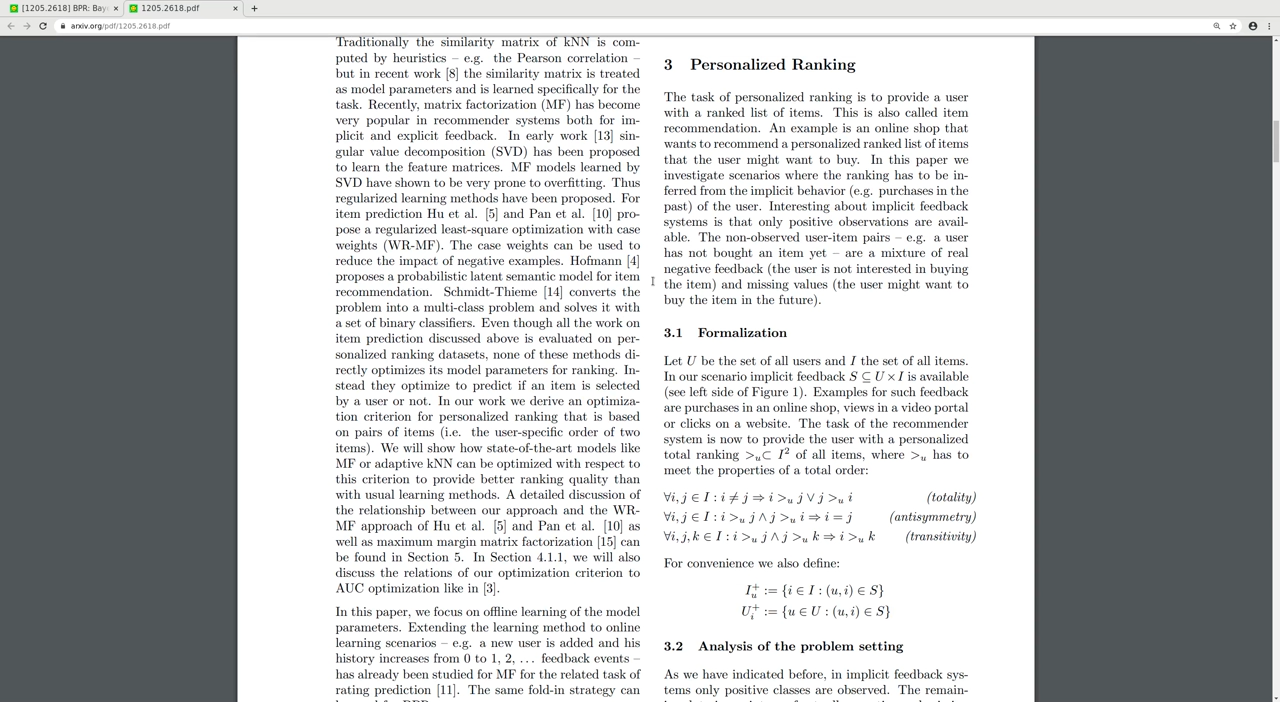 [1205.2618] BPR: Bay
1205.2618.pdf
arxiv.org/pdf/1205.2618.pdf
Traditionally the similarity matrix of kNN is com-
puted by heuristics – e.g. the Pearson correlation –
but in recent work [8] the similarity matrix is treated
as model parameters and is learned specifically for the
task. Recently, matrix factorization (MF) has become
very popular in recommender systems both for im-
plicit and explicit feedback. In early work [13] sin-
gular value decomposition (SVD) has been proposed
to learn the feature matrices. MF models learned by
SVD have shown to be very prone to overfitting. Thus
regularized learning methods have been proposed. For
item prediction Hu et al. [5] and Pan et al. [10] pro-
pose a regularized least-square optimization with case
weights (WR-MF). The case weights can be used to
reduce the impact of negative examples. Hofmann [4]
proposes a probabilistic latent semantic model for item
recommendation. Schmidt-Thieme [14] converts the
problem into a multi-class problem and solves it with
a set of binary classifiers. Even though all the work on
item prediction discussed above is evaluated on per-
sonalized ranking datasets, none of these methods di-
rectly optimizes its model parameters for ranking. In-
stead they optimize to predict if an item is selected
by a user or not. In our work we derive an optimiza-
tion criterion for personalized ranking that is based
on pairs of items (i.e. the user-specific order of two
items). We will show how state-of-the-art models like
MF or adaptive kNN can be optimized with respect to
this criterion to provide better ranking quality than
with usual learning methods. A detailed discussion of
the relationship between our approach and the WR-
MF approach of Hu et al. [5] and Pan et al. [10] as
well as maximum margin matrix factorization [15] can
be found in Section 5. In Section 4.1.1, we will also
discuss the relations of our optimization criterion to
AUC optimization like in [3].
In this paper, we focus on offline learning of the model
parameters. Extending the learning method to online
learning scenarios – e.g. a new user is added and his
history increases from 0 to 1, 2, ... feedback events –
has already been studied for MF for the related task of
rating prediction [11]. The same fold-in strategy can
3 Personalized Ranking
The task of personalized ranking is to provide a user
with a ranked list of items. This is also called item
recommendation. An example is an online shop that
wants to recommend a personalized ranked list of items
that the user might want to buy. In this paper we
investigate scenarios where the ranking has to be in-
ferred from the implicit behavior (e.g. purchases in the
past) of the user. Interesting about implicit feedback
systems is that only positive observations are avail-
able. The non-observed user-item pairs – e.g. a user
has not bought an item yet – are a mixture of real
negative feedback (the user is not interested in buying
the item) and missing values (the user might want to
buy the item in the future).
3.1 Formalization
Let U be the set of all users and I the set of all items.
In our scenario implicit feedback S ⊆ U × I is available
(see left side of Figure 1). Examples for such feedback
are purchases in an online shop, views in a video portal
or clicks on a website. The task of the recommender
system is now to provide the user with a personalized
total ranking >u⊂ I² of all items, where >u has to
meet the properties of a total order:
∀i, j ∈ I : i ≠ j ⇒ i >u j ∨ j >u i (totality)
∀i, j ∈ I : i >u j ∧ j >u i ⇒ i = j (antisymmetry)
∀i, j, k ∈ I : i >u j ∧ j >u k ⇒ i >u k (transitivity)
For convenience we also define:
I_u^+ := {i ∈ I : (u, i) ∈ S}
U_i^+ := {u ∈ U : (u, i) ∈ S}
3.2 Analysis of the problem setting
As we have indicated before, in implicit feedback sys-
tems only positive classes are observed. The remain-